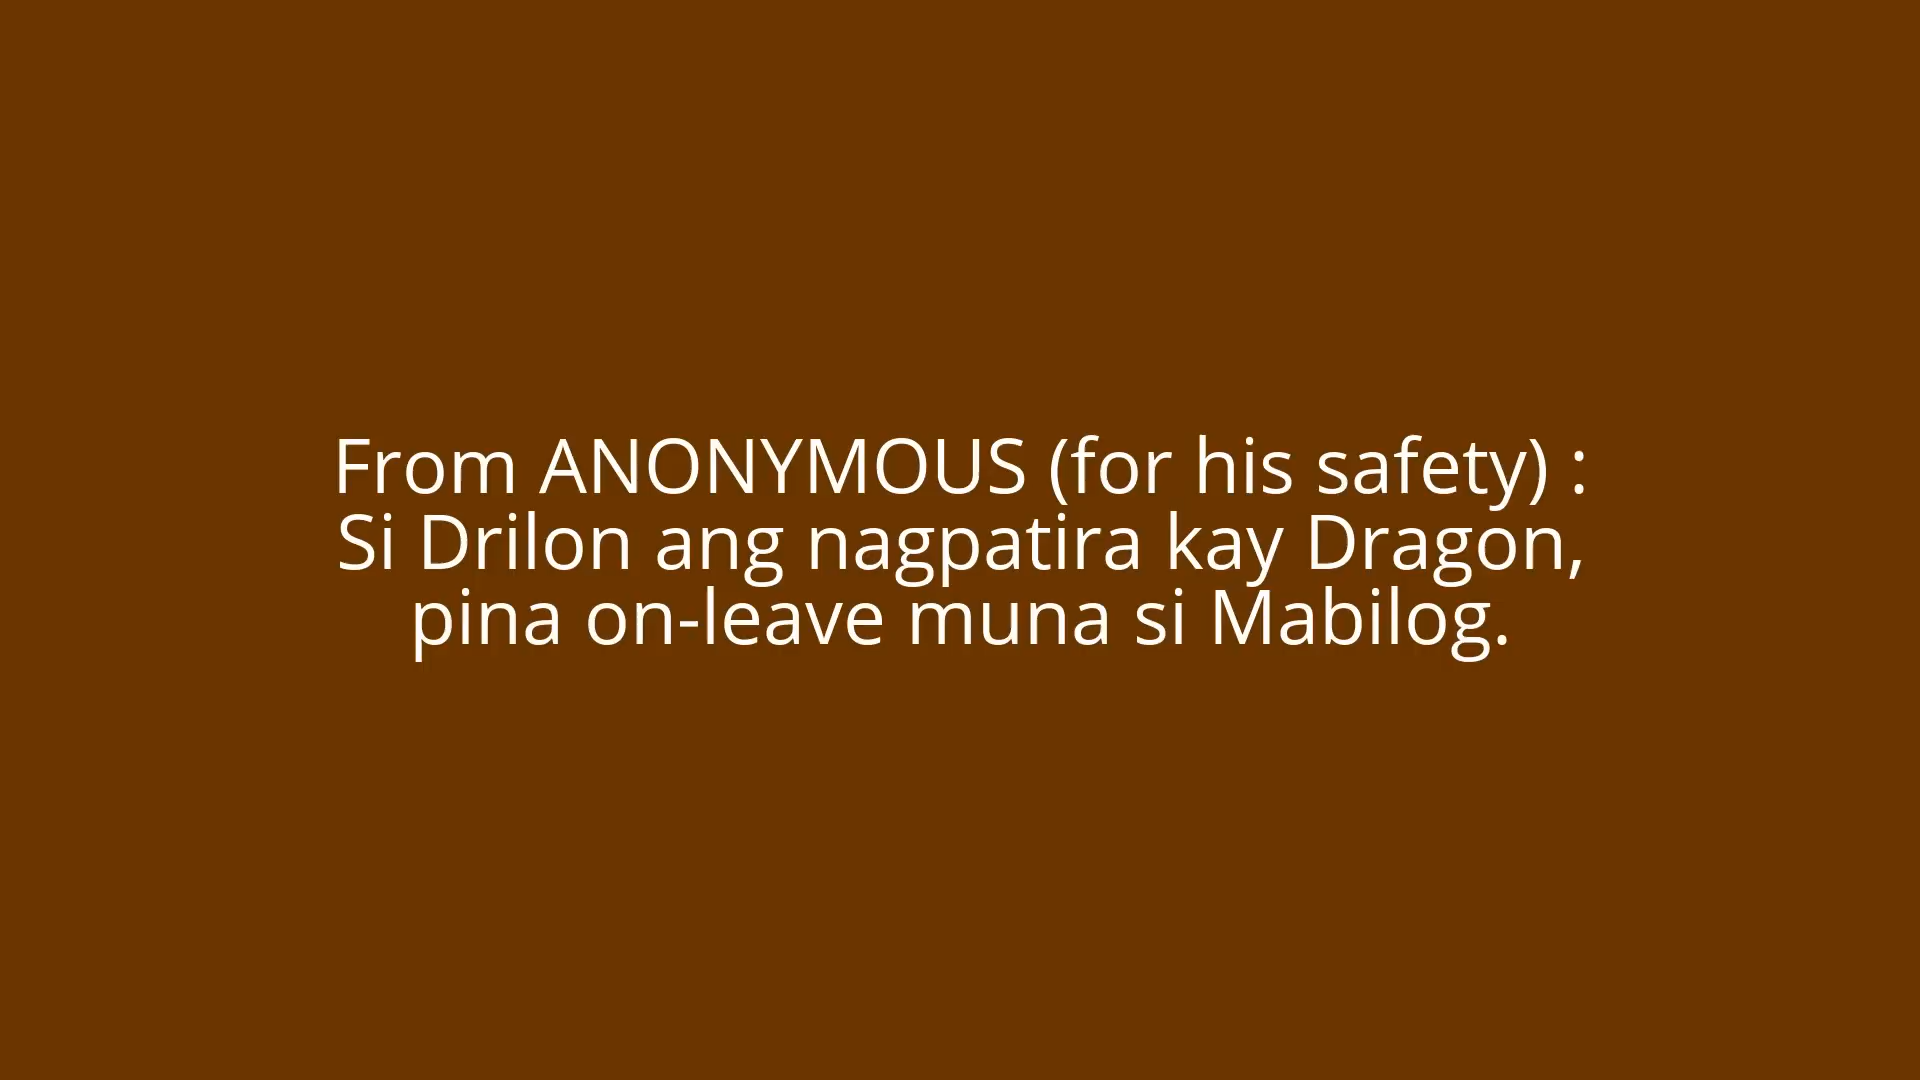 From ANONYMOUS (for his safety) :
Si Drilon ang nagpatira kay Dragon,
pina on-leave muna si Mabilog.